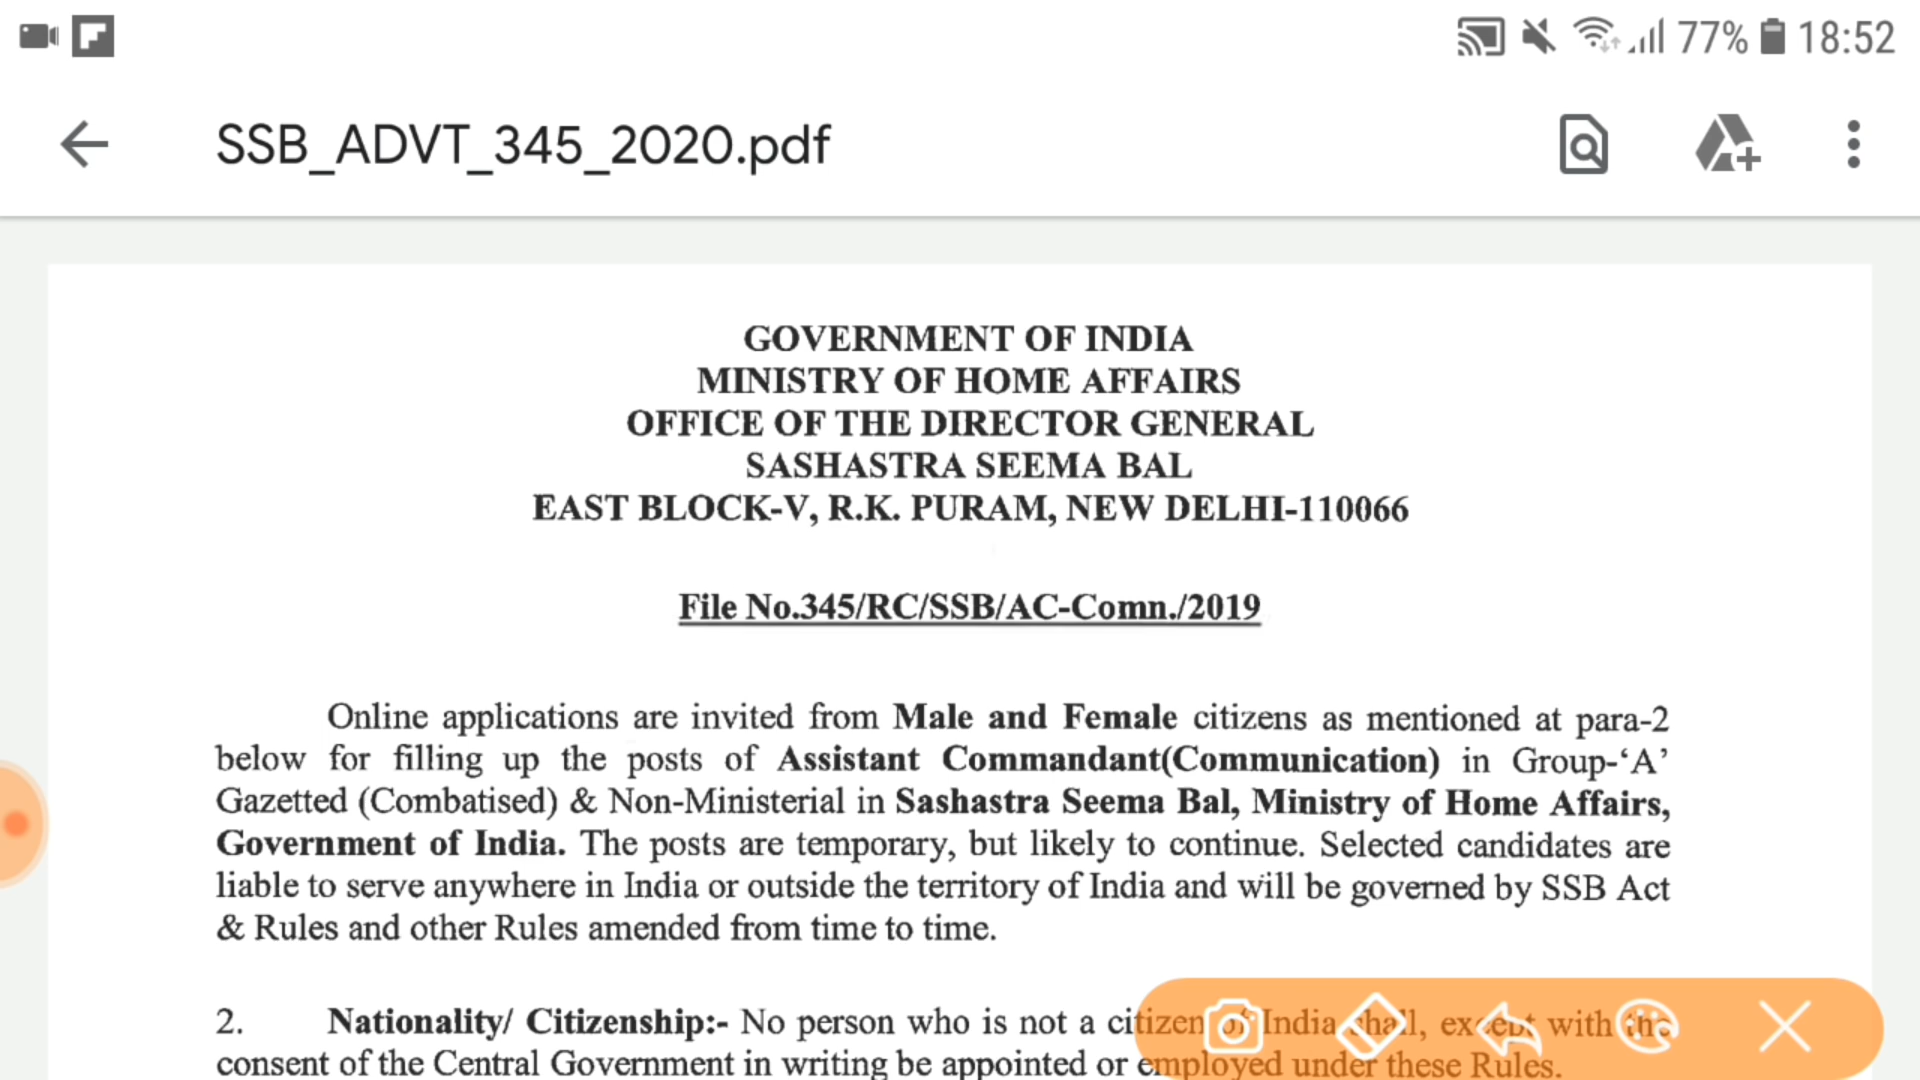 77% 18:52
SSB_ADVT_345_2020.pdf
GOVERNMENT OF INDIA
MINISTRY OF HOME AFFAIRS
OFFICE OF THE DIRECTOR GENERAL
SASHASTRA SEEMA BAL
EAST BLOCK-V, R.K. PURAM, NEW DELHI-110066
File No.345/RC/SSB/AC-Comn./2019
Online applications are invited from Male and Female citizens as mentioned at para-2
below for filling up the posts of Assistant Commandant(Communication) in Group-‘A’
Gazetted (Combatised) & Non-Ministerial in Sashastra Seema Bal, Ministry of Home Affairs,
Government of India. The posts are temporary, but likely to continue. Selected candidates are
liable to serve anywhere in India or outside the territory of India and will be governed by SSB Act
& Rules and other Rules amended from time to time.
2. Nationality/ Citizenship:- No person who is not a citizen of India shall, except with the
consent of the Central Government in writing be appointed or employed under these Rules.